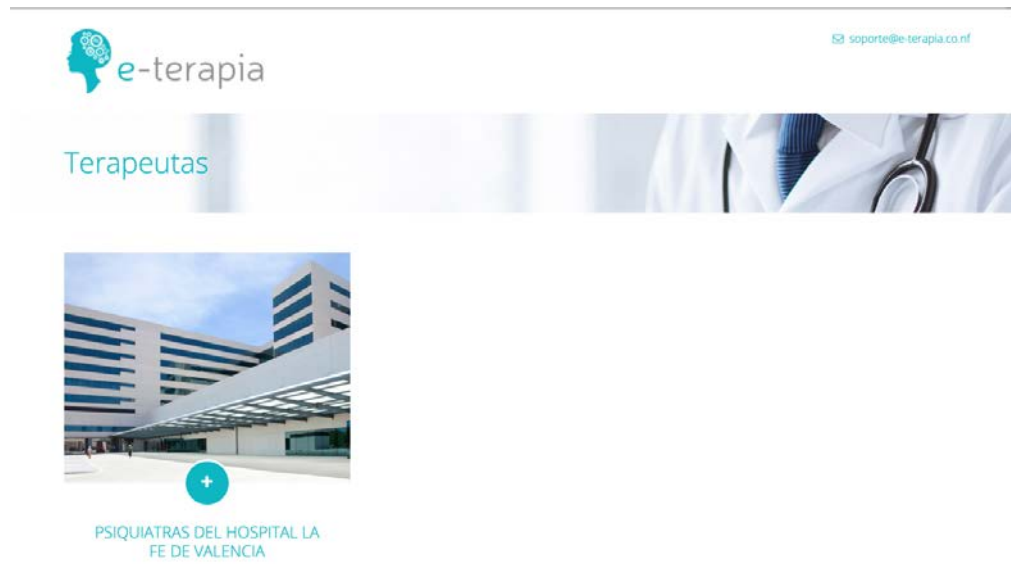 e-terapia
soporte@e-terapia.co.nf
Terapeutas
+
PSIQUIATRAS DEL HOSPITAL LA
FE DE VALENCIA